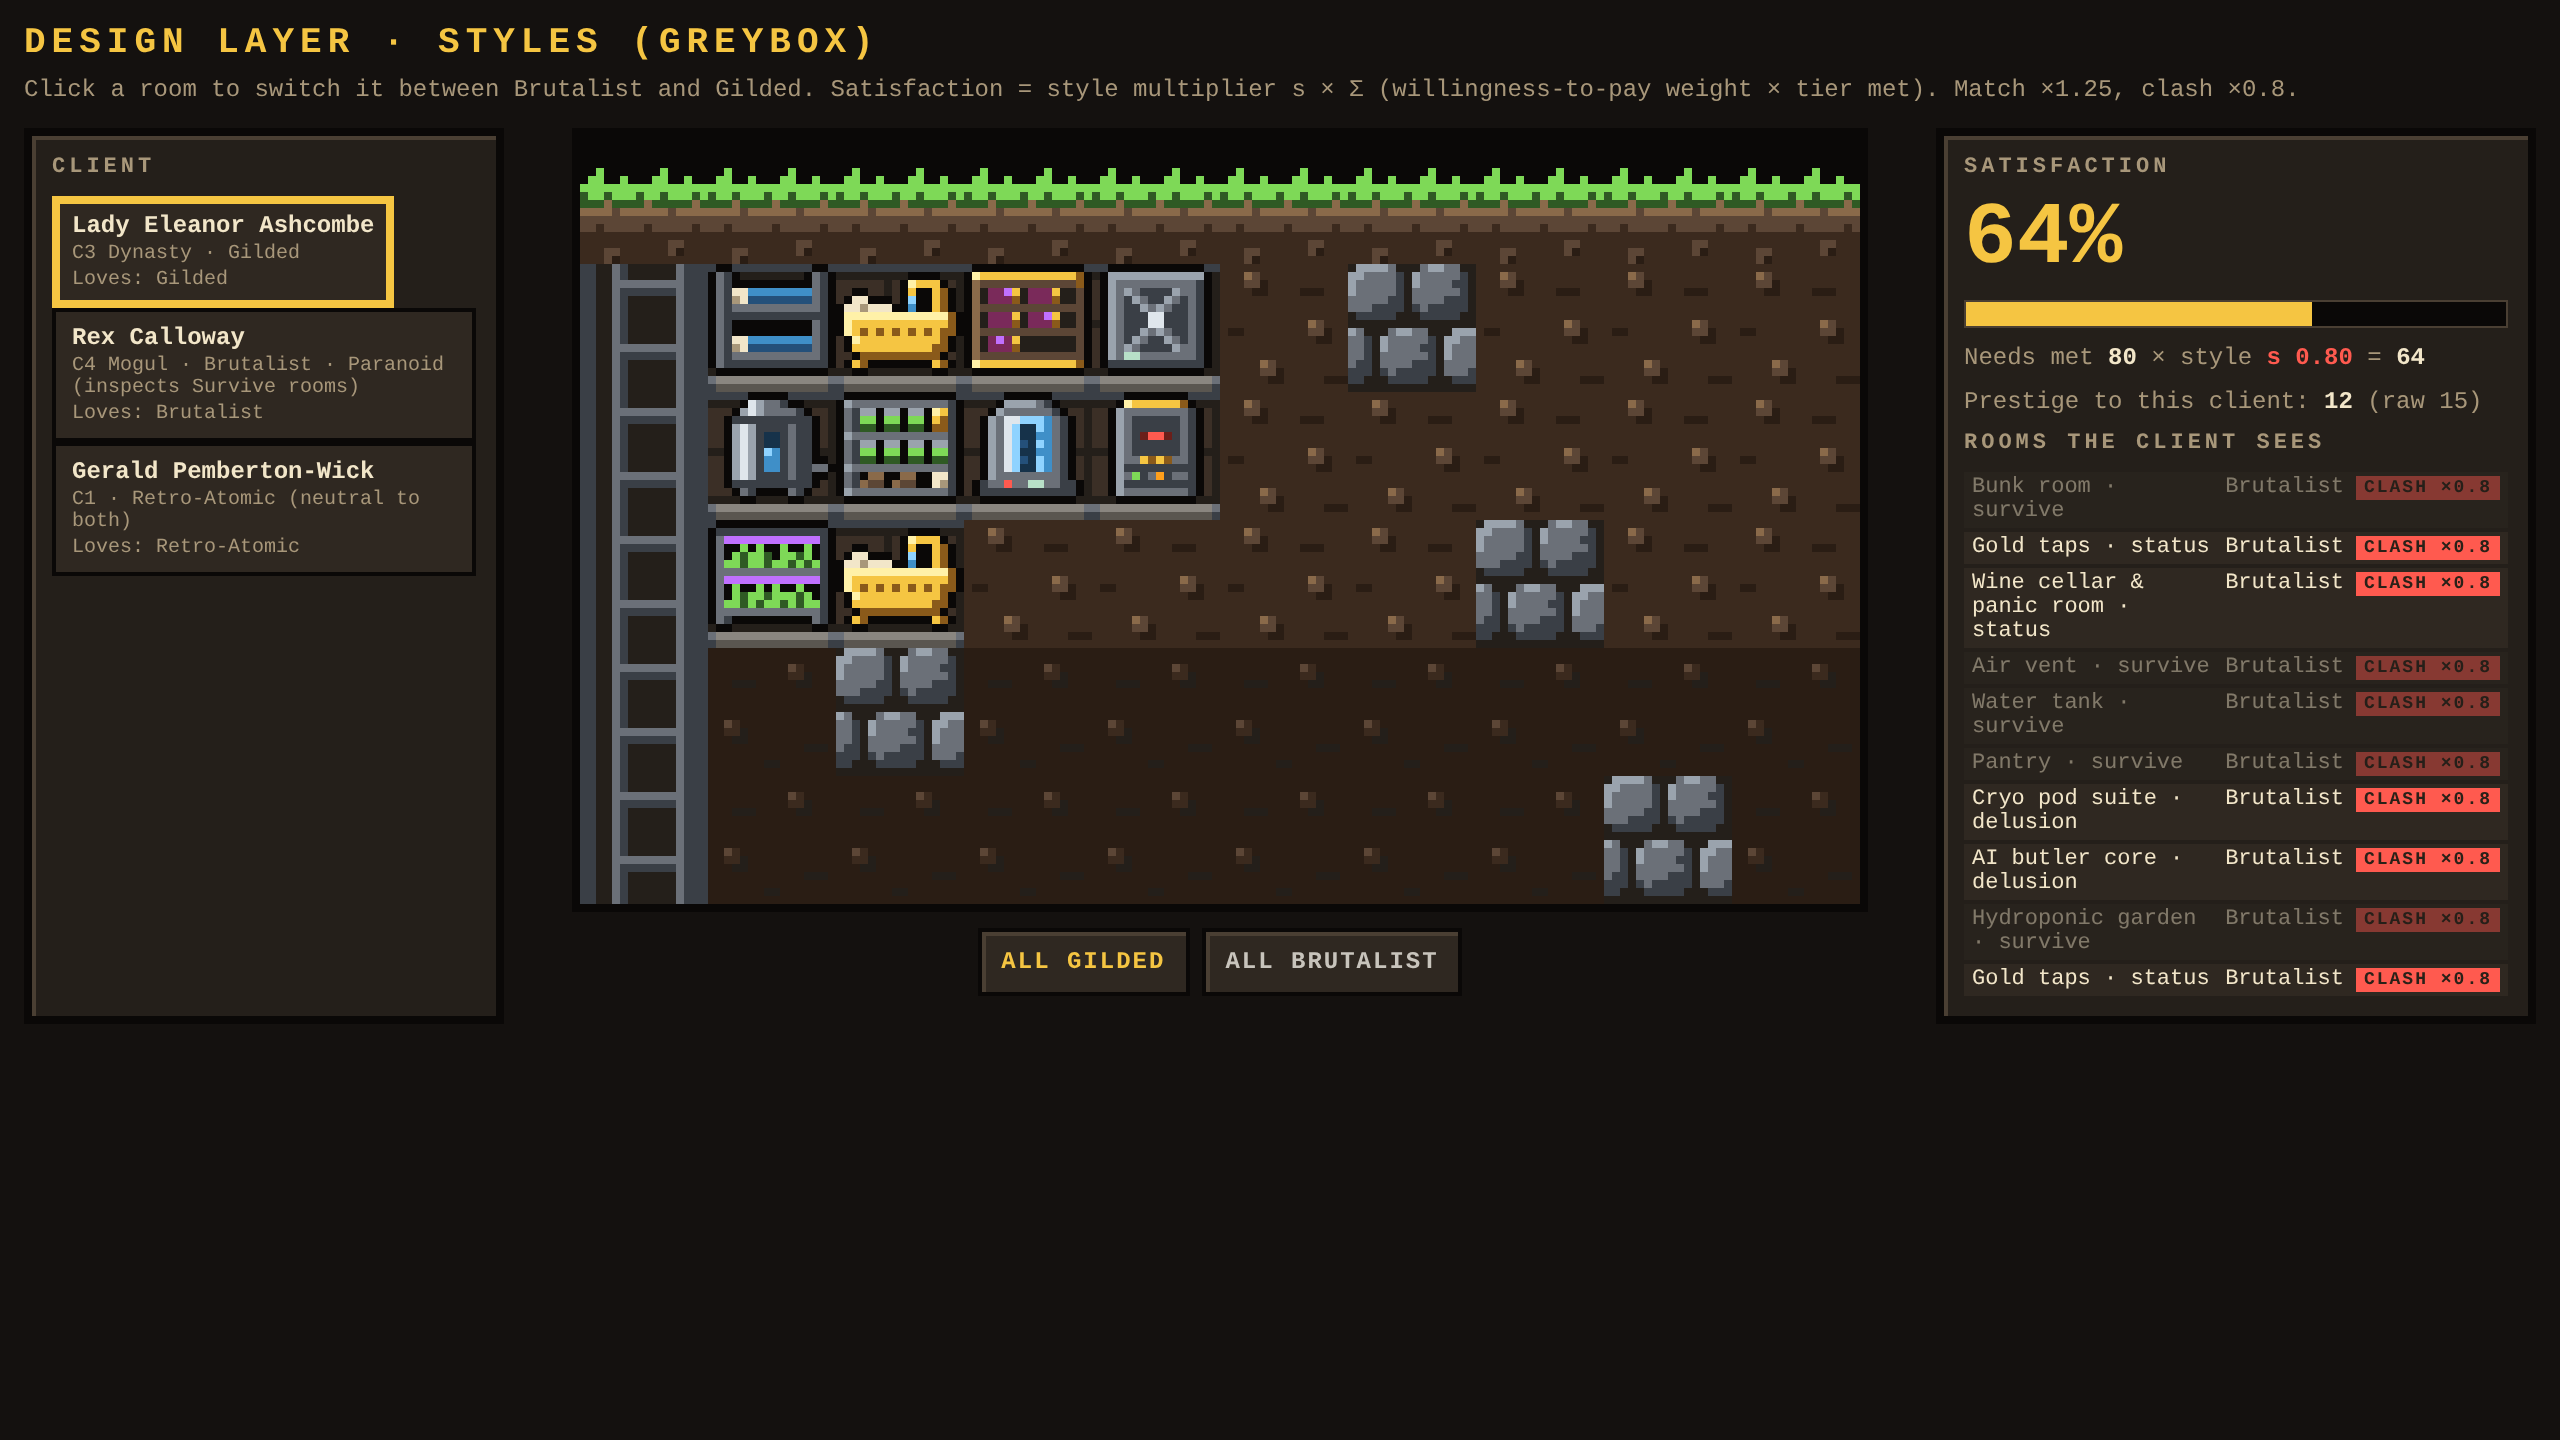 DESIGN LAYER · STYLES (GREYBOX)
Click a room to switch it between Brutalist and Gilded. Satisfaction = style multiplier s × Σ (willingness-to-pay weight × tier met). Match ×1.25, clash ×0.8.
CLIENT
Lady Eleanor Ashcombe
C3 Dynasty · Gilded
Loves: Gilded
Rex Calloway
C4 Mogul · Brutalist · Paranoid
(inspects Survive rooms)
Loves: Brutalist
Gerald Pemberton-Wick
C1 · Retro-Atomic (neutral to
both)
Loves: Retro-Atomic
ALL GILDED
ALL BRUTALIST
SATISFACTION
64%
Needs met 80 × style s 0.80 = 64
Prestige to this client: 12 (raw 15)
ROOMS THE CLIENT SEES
Bunk room · Brutalist CLASH ×0.8
survive
Gold taps · status Brutalist CLASH ×0.8
Wine cellar & Brutalist CLASH ×0.8
panic room ·
status
Air vent · survive Brutalist CLASH ×0.8
Water tank · Brutalist CLASH ×0.8
survive
Pantry · survive Brutalist CLASH ×0.8
Cryo pod suite · Brutalist CLASH ×0.8
delusion
AI butler core · Brutalist CLASH ×0.8
delusion
Hydroponic garden Brutalist CLASH ×0.8
· survive
Gold taps · status Brutalist CLASH ×0.8